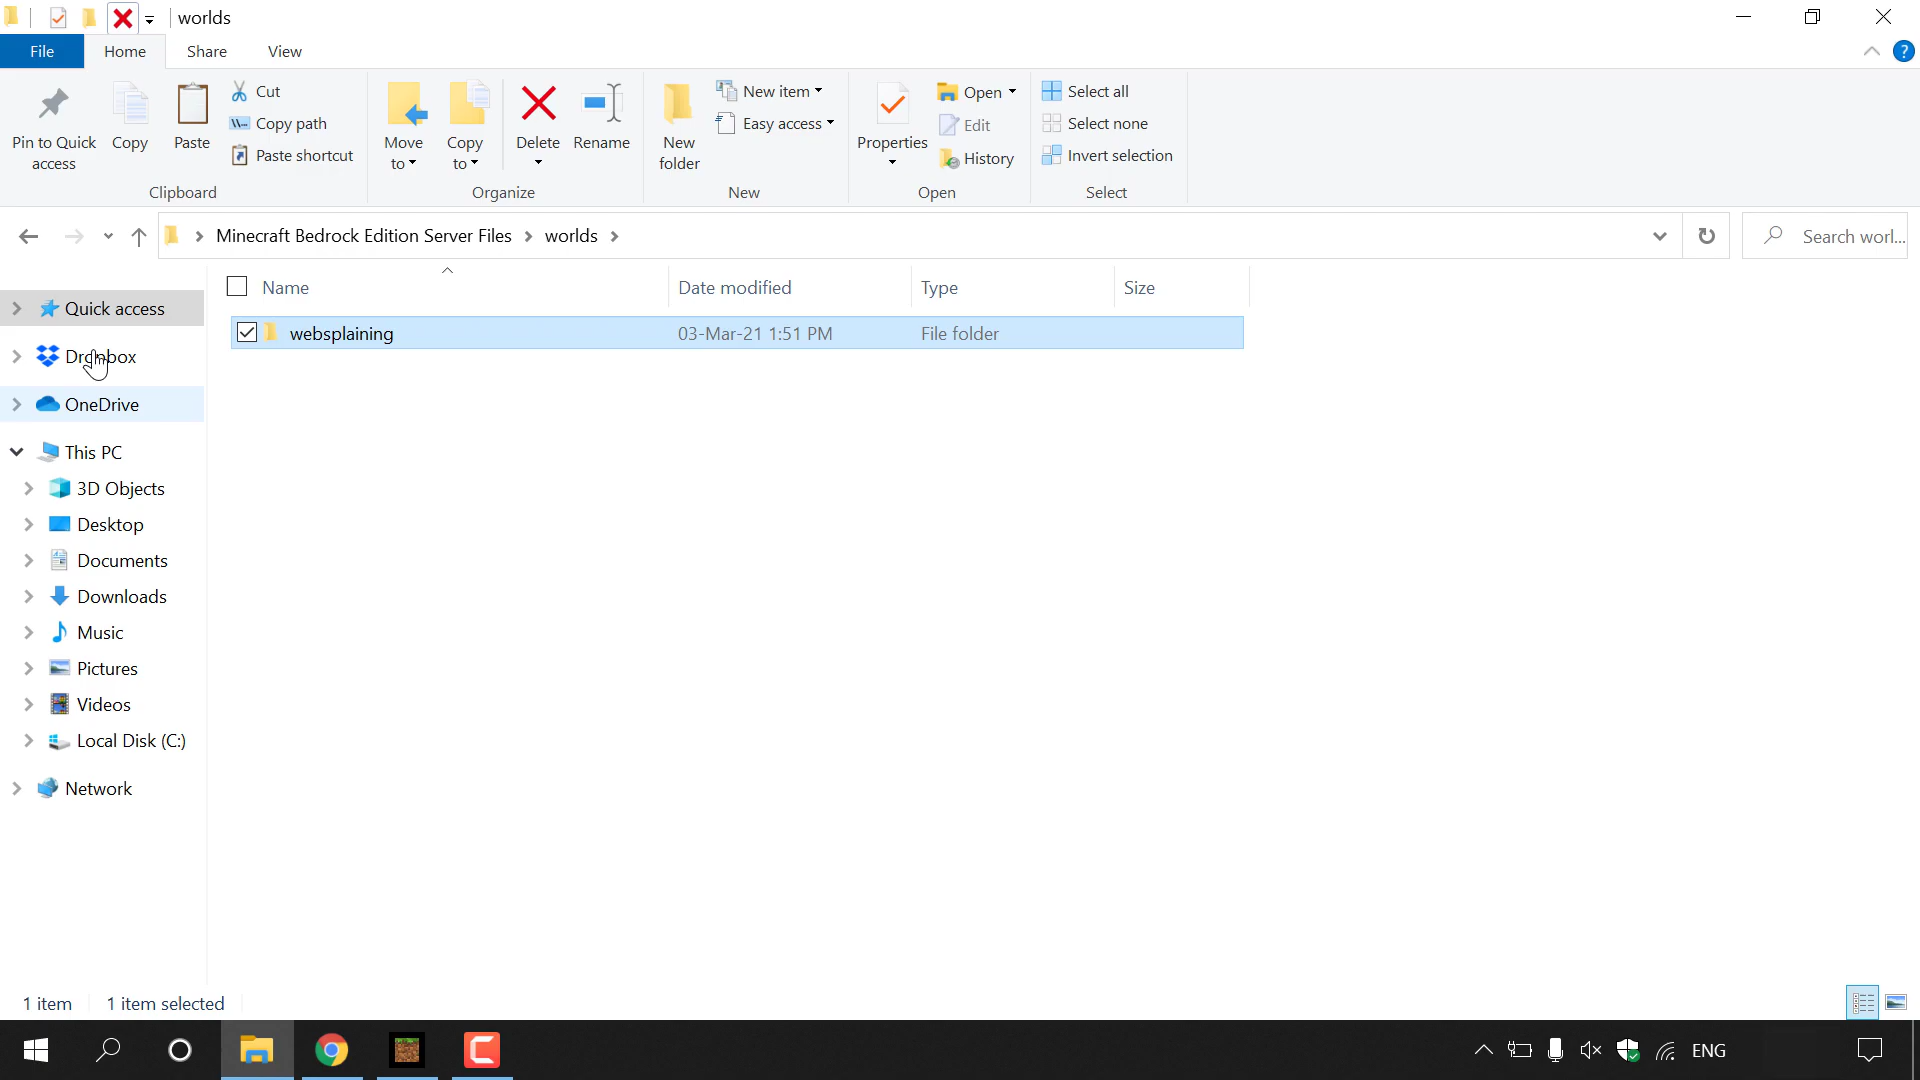 worlds
File Home Share View
Pin to Quick access
Copy
Paste
Cut
Copy path
Paste shortcut
Clipboard
Move to
Copy to
Delete
Rename
Organize
New folder
New item
Easy access
New
Properties
Open
Edit
History
Open
Select all
Select none
Invert selection
Select
Minecraft Bedrock Edition Server Files worlds
Search worl...
Name Date modified Type Size
websplaining 03-Mar-21 1:51 PM File folder
Quick access
Dropbox
OneDrive
This PC
3D Objects
Desktop
Documents
Downloads
Music
Pictures
Videos
Local Disk (C:)
Network
1 item 1 item selected
ENG